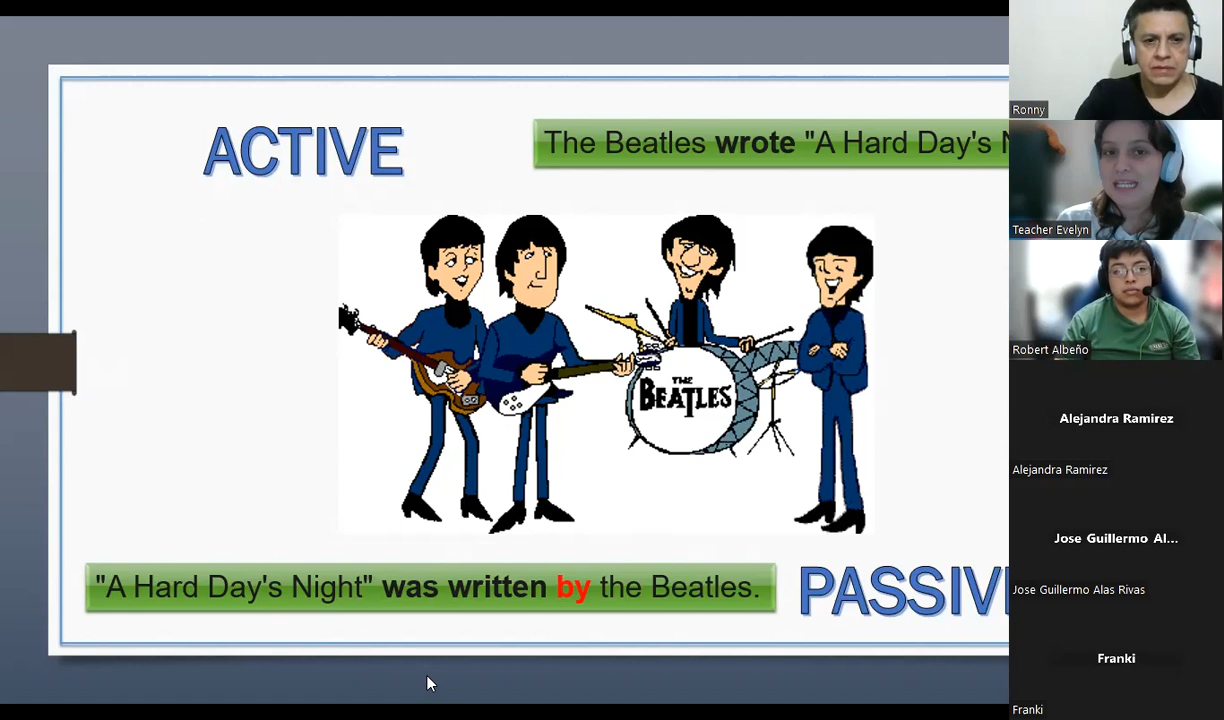 ACTIVE
The Beatles wrote "A Hard Day's N
THE
BEATLES
"A Hard Day's Night" was written by the Beatles.
PASSIV
Ronny
Teacher Evelyn
Robert Albeño
Alejandra Ramirez
Alejandra Ramirez
Jose Guillermo Al...
Jose Guillermo Alas Rivas
Franki
Franki